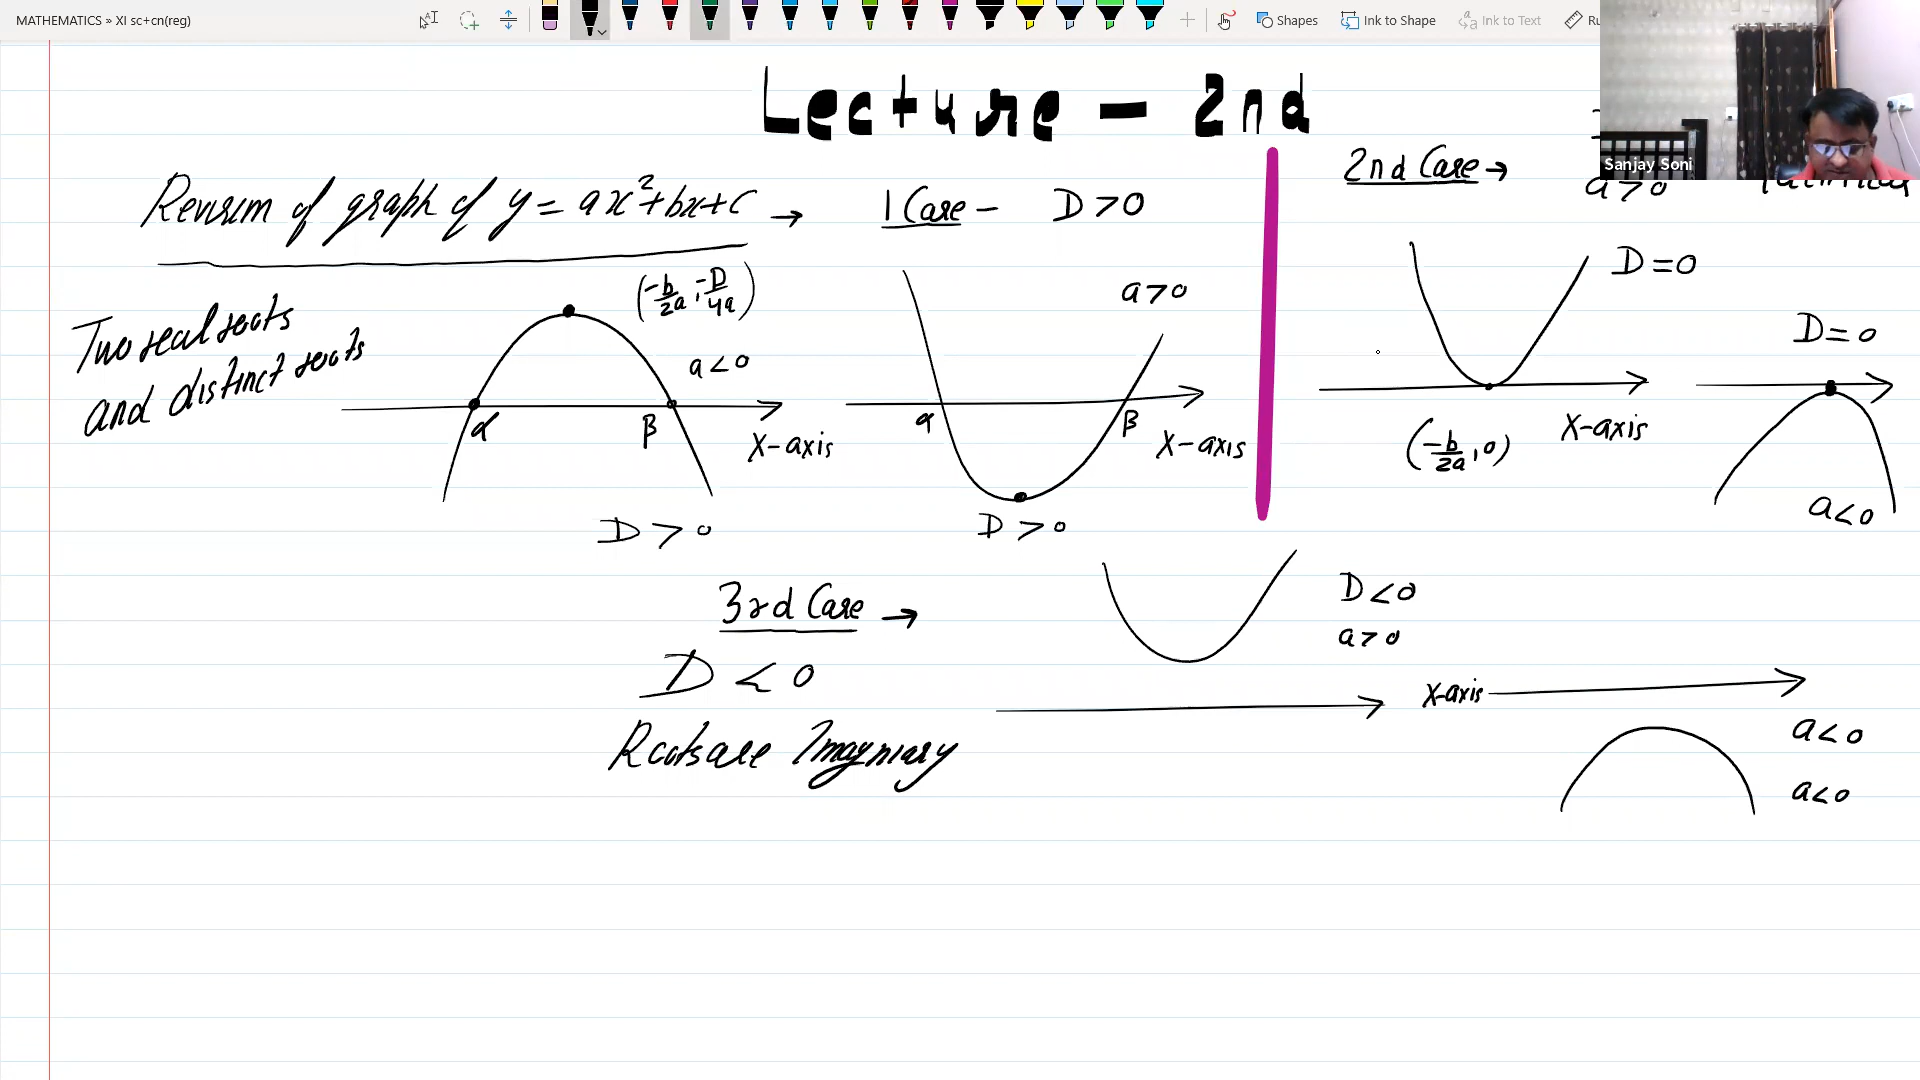 MATHEMATICS » XI sc+cn(reg)
Shapes
Ink to Shape
Ink to Text
Ru
Sanjay Soni
Lecture - 2nd
Revision of graph of y = ax²+bx+c →
1 Case - D>0
2nd Case →
a>0
Two real roots
and distinct roots
(-b/2a, -D/4a)
a<0
α
β
X-axis
D>0
a>0
α
β
X-axis
D>0
D=0
(-b/2a, 0)
X-axis
D=0
a<0
3rd Case →
D<0
Roots are Imaginary
D<0
a>0
X-axis
a<0
a<0